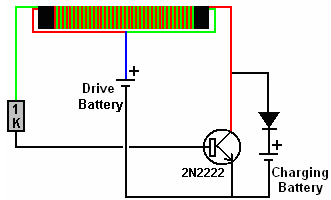 +
Drive
Battery
1
K
+
2N2222
Charging
Battery